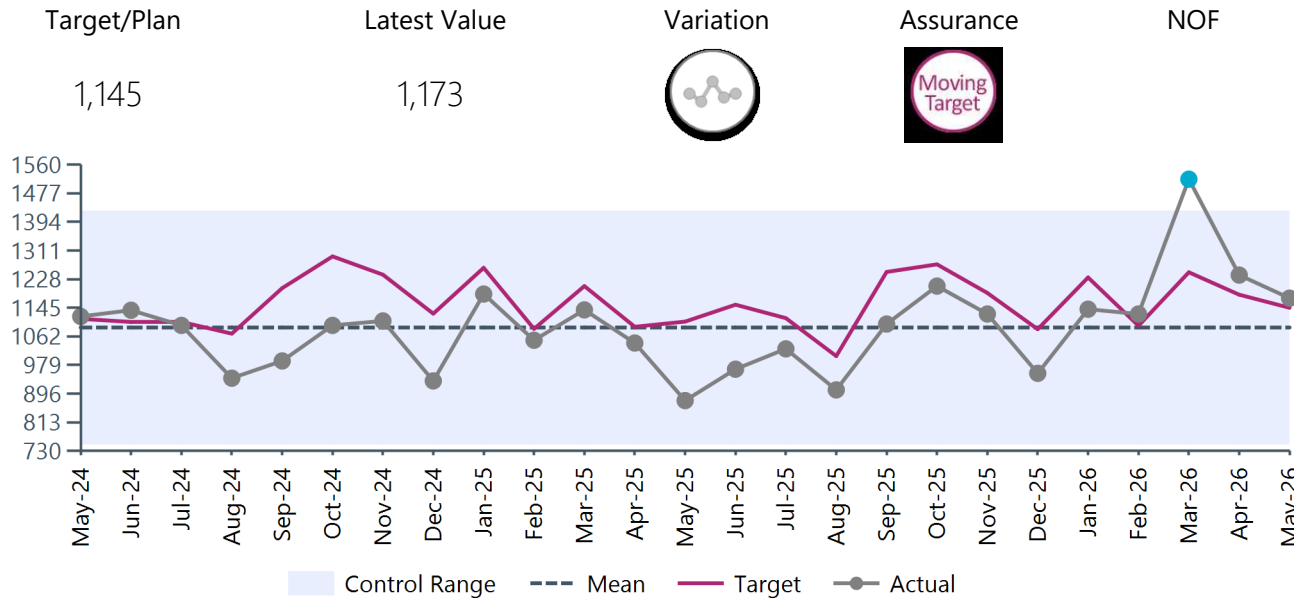 Target/Plan Latest Value Variation Assurance NOF
1,145 1,173
Moving
Target
1560
1477
1394
1311
1228
1145
1062
979
896
813
730
May-24 Jun-24 Jul-24 Aug-24 Sep-24 Oct-24 Nov-24 Dec-24 Jan-25 Feb-25 Mar-25 Apr-25 May-25 Jun-25 Jul-25 Aug-25 Sep-25 Oct-25 Nov-25 Dec-25 Jan-26 Feb-26 Mar-26 Apr-26 May-26
Control Range Mean Target Actual